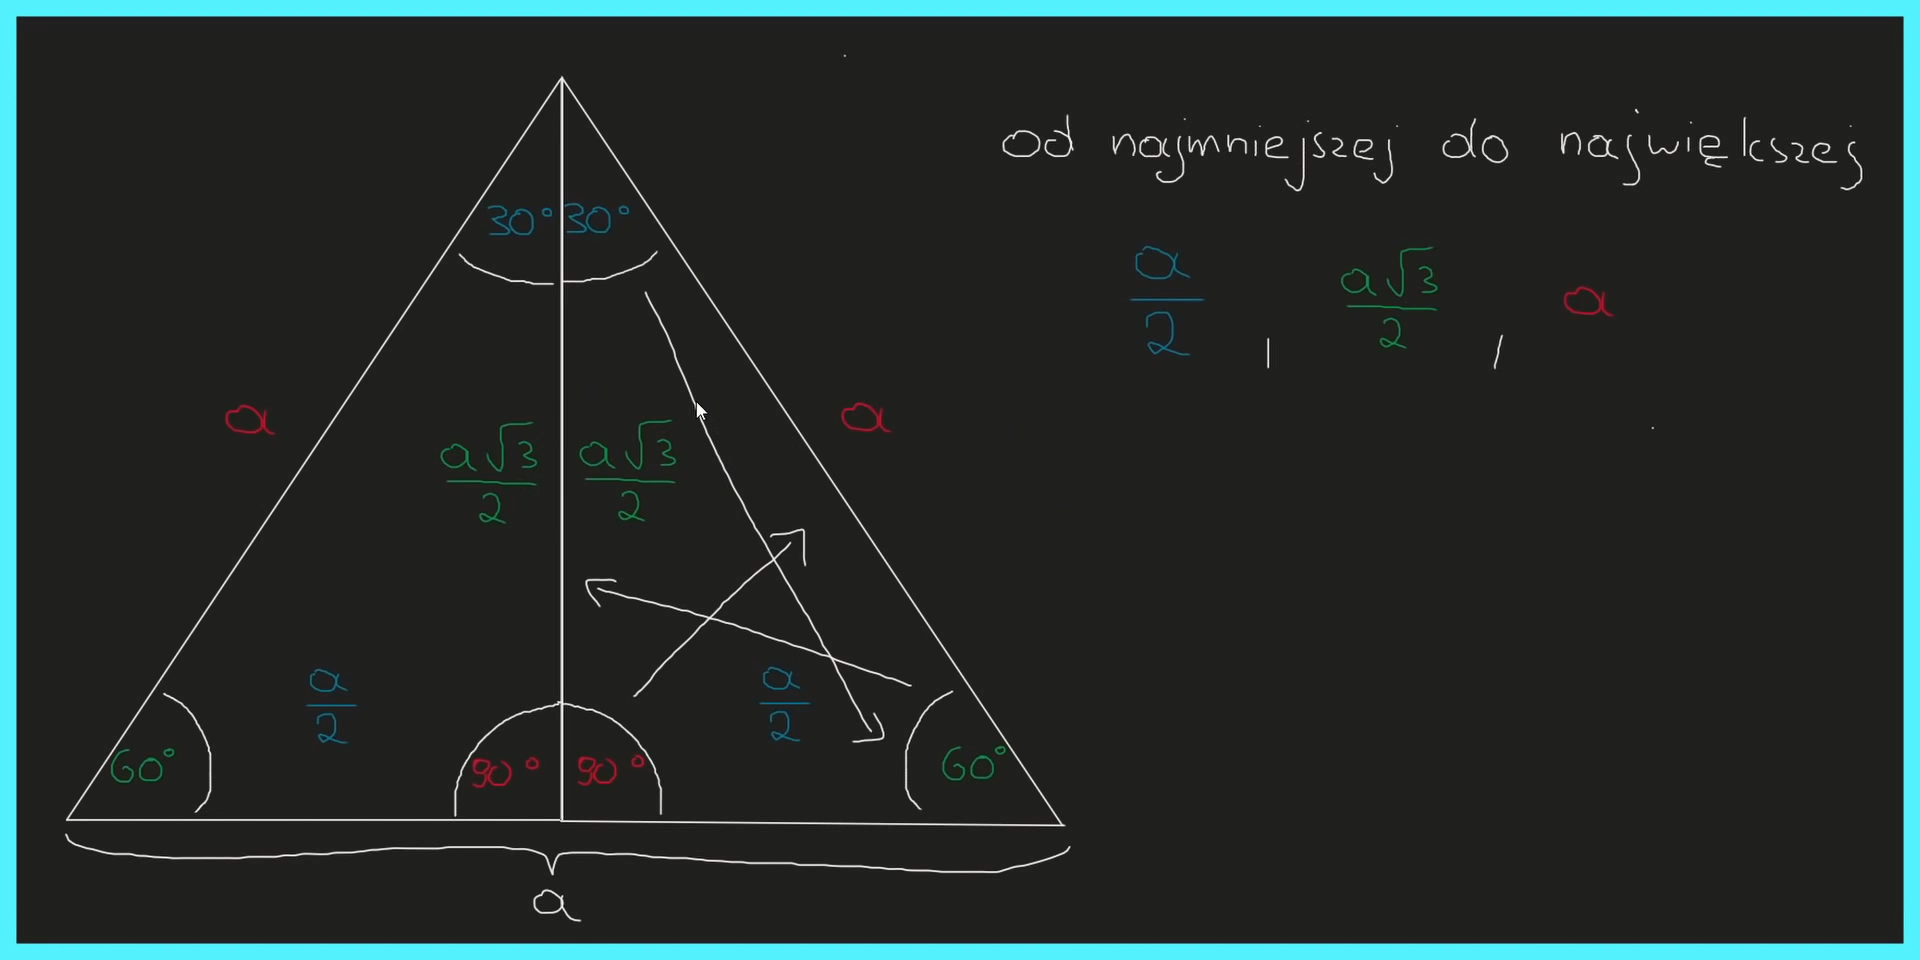 od najmniejszej do największej
30° 30°
a/2 , a√3/2 , a
a a√3/2 a√3/2 a
a/2 a/2
60° 90° 90° 60°
a